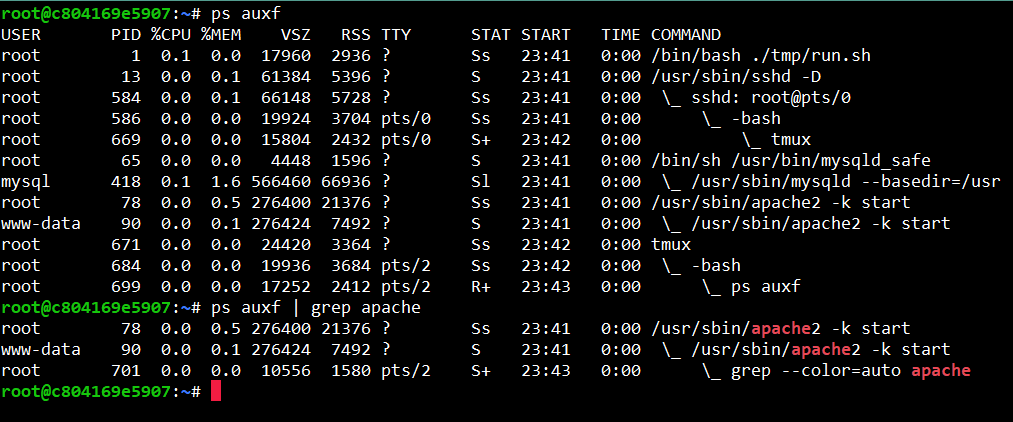 root@c804169e5907:~# ps auxf
USER       PID %CPU %MEM    VSZ   RSS TTY      STAT START   TIME COMMAND
root         1  0.1  0.0  17960  2936 ?        Ss   23:41   0:00 /bin/bash ./tmp/run.sh
root        13  0.0  0.1  61384  5396 ?        S    23:41   0:00 /usr/sbin/sshd -D
root       584  0.0  0.1  66148  5728 ?        Ss   23:41   0:00  \_ sshd: root@pts/0
root       586  0.0  0.0  19924  3704 pts/0    Ss   23:41   0:00      \_ -bash
root       669  0.0  0.0  15804  2432 pts/0    S+   23:42   0:00          \_ tmux
root        65  0.0  0.0   4448  1596 ?        S    23:41   0:00 /bin/sh /usr/bin/mysqld_safe
mysql      418  0.1  1.6 566460 66936 ?        Sl   23:41   0:00  \_ /usr/sbin/mysqld --basedir=/usr
root        78  0.0  0.5 276400 21376 ?        Ss   23:41   0:00 /usr/sbin/apache2 -k start
www-data    90  0.0  0.1 276424  7492 ?        S    23:41   0:00  \_ /usr/sbin/apache2 -k start
root       671  0.0  0.0  24420  3364 ?        Ss   23:42   0:00 tmux
root       684  0.0  0.0  19936  3684 pts/2    Ss   23:42   0:00  \_ -bash
root       699  0.0  0.0  17252  2412 pts/2    R+   23:43   0:00      \_ ps auxf
root@c804169e5907:~# ps auxf | grep apache
root        78  0.0  0.5 276400 21376 ?        Ss   23:41   0:00 /usr/sbin/apache2 -k start
www-data    90  0.0  0.1 276424  7492 ?        S    23:41   0:00  \_ /usr/sbin/apache2 -k start
root       701  0.0  0.0  10556  1580 pts/2    S+   23:43   0:00      \_ grep --color=auto apache
root@c804169e5907:~#